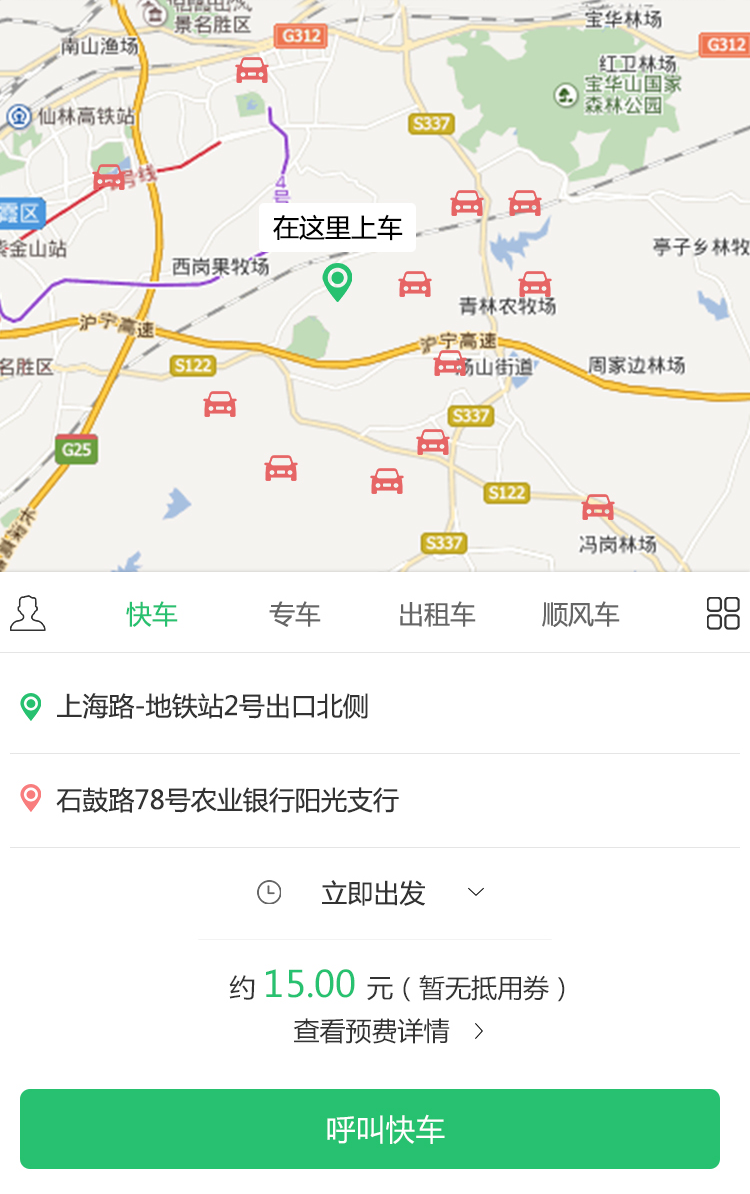 景名胜区
南山渔场
G312
宝华林场
G312
红卫林场
宝华山国家
森林公园
仙林高铁站
S337
号线
4
号
霞区
在这里上车
紫金山站
西岗果牧场
亭子乡林牧
青林农牧场
沪宁高速
沪宁高速
名胜区
S122
汤山街道
周家边林场
S337
G25
S122
S337
冯岗林场
快车
专车
出租车
顺风车
上海路-地铁站2号出口北侧
石鼓路78号农业银行阳光支行
立即出发
约 15.00 元 ( 暂无抵用券 )
查看预费详情
呼叫快车